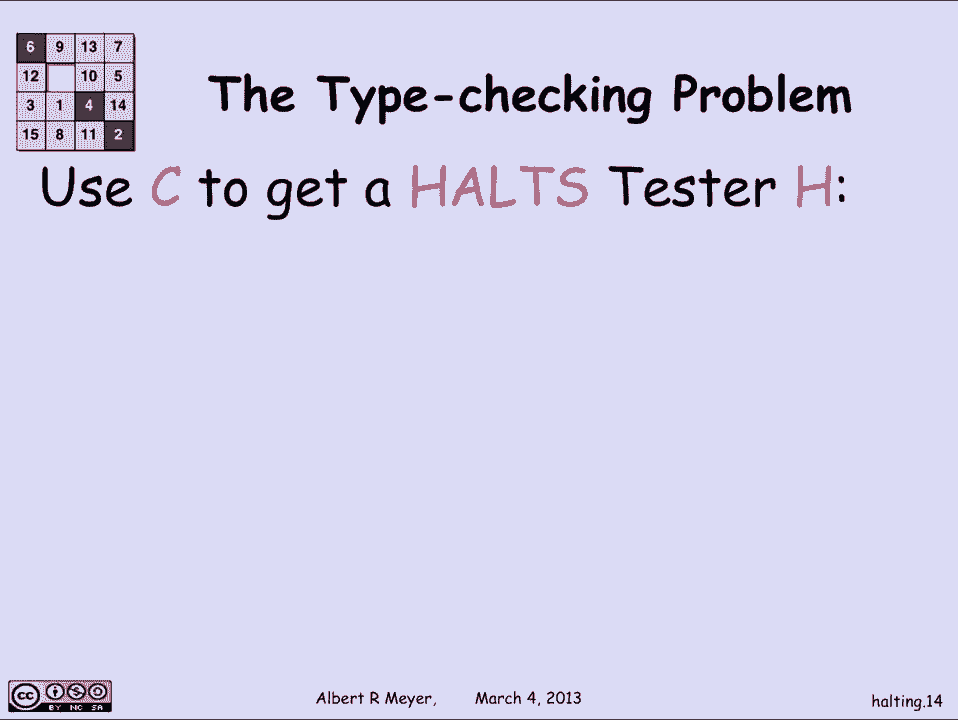 6 9 13 7
12 10 5
3 1 4 14
15 8 11 2
The Type-checking Problem
Use C to get a HALTS Tester H:
cc BY NC SA
Albert R Meyer, March 4, 2013
halting.14